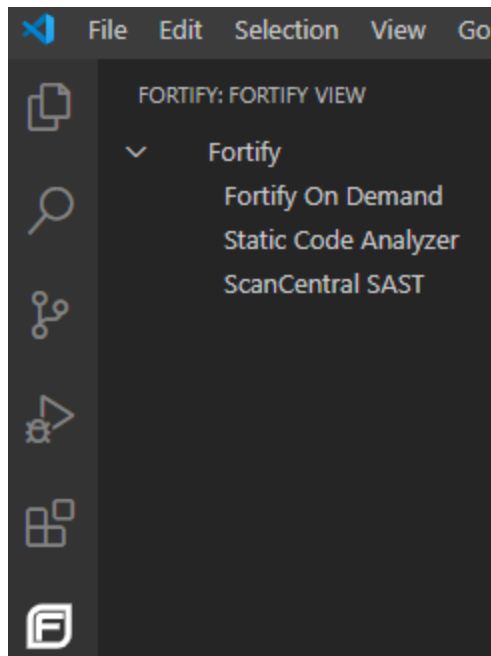 File Edit Selection View Go
FORTIFY: FORTIFY VIEW
Fortify
Fortify On Demand
Static Code Analyzer
ScanCentral SAST
F